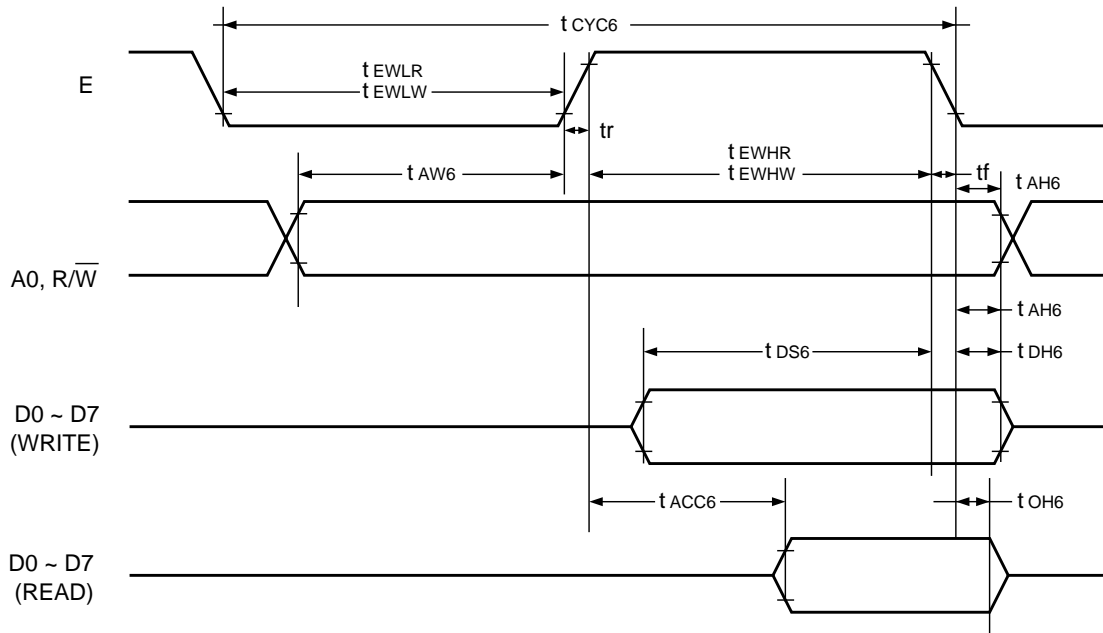 t CYC6
E
t EWLR
t EWLW
tr
t EWHR
t AW6
t EWHW
tf
t AH6
A0, R/W̅
t AH6
t DS6
t DH6
D0 ~ D7
(WRITE)
t ACC6
t OH6
D0 ~ D7
(READ)